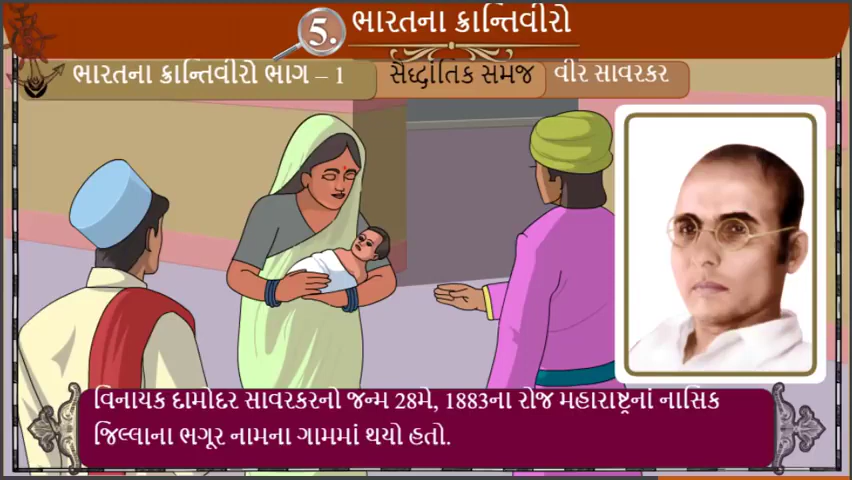 5. ભારતના ક્રાન્તિવીરો
ભારતના ક્રાન્તિવીરો ભાગ – 1 સૈદ્ધાંતિક સમજ વીર સાવરકર
વિનાયક દામોદર સાવરકરનો જન્મ 28મે, 1883ના રોજ મહારાષ્ટ્રનાં નાસિક
જિલ્લાના ભગૂર નામના ગામમાં થયો હતો.